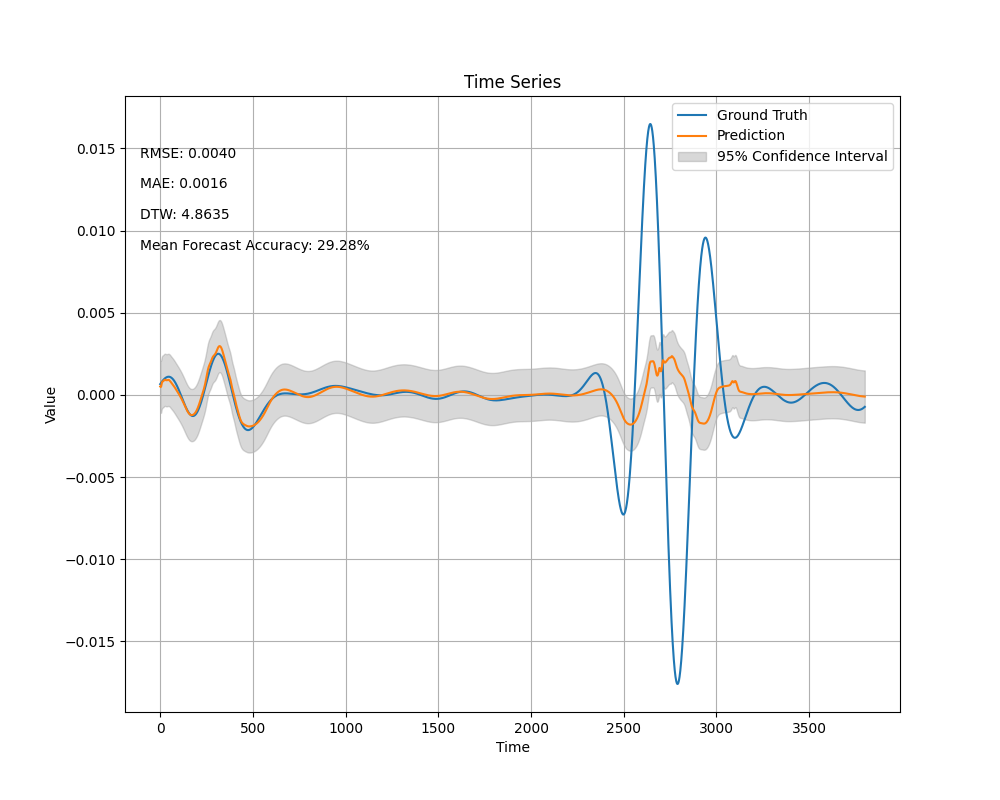 Time Series
Ground Truth
Prediction
95% Confidence Interval
RMSE: 0.0040
MAE: 0.0016
DTW: 4.8635
Mean Forecast Accuracy: 29.28%
Value
0.015
0.010
0.005
0.000
−0.005
−0.010
−0.015
0 500 1000 1500 2000 2500 3000 3500
Time